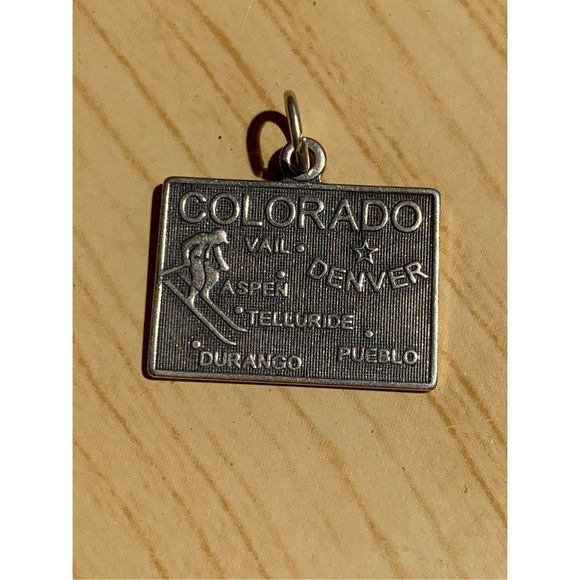 COLORADO
VAIL
DENVER
ASPEN
TELLURIDE
DURANGO PUEBLO